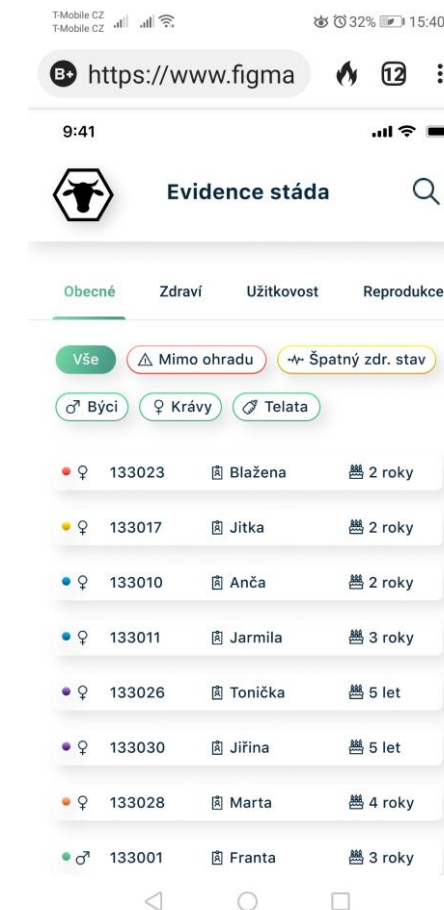 T-Mobile CZ
T-Mobile CZ
32% 15:40
B+ https://www.figma 12
9:41
Evidence stáda
Obecné Zdraví Užitkovost Reprodukce
Vše Mimo ohradu Špatný zdr. stav
Býci Krávy Telata
133023 Blažena 2 roky
133017 Jitka 2 roky
133010 Anča 2 roky
133011 Jarmila 3 roky
133026 Tonička 5 let
133030 Jiřina 5 let
133028 Marta 4 roky
133001 Franta 3 roky